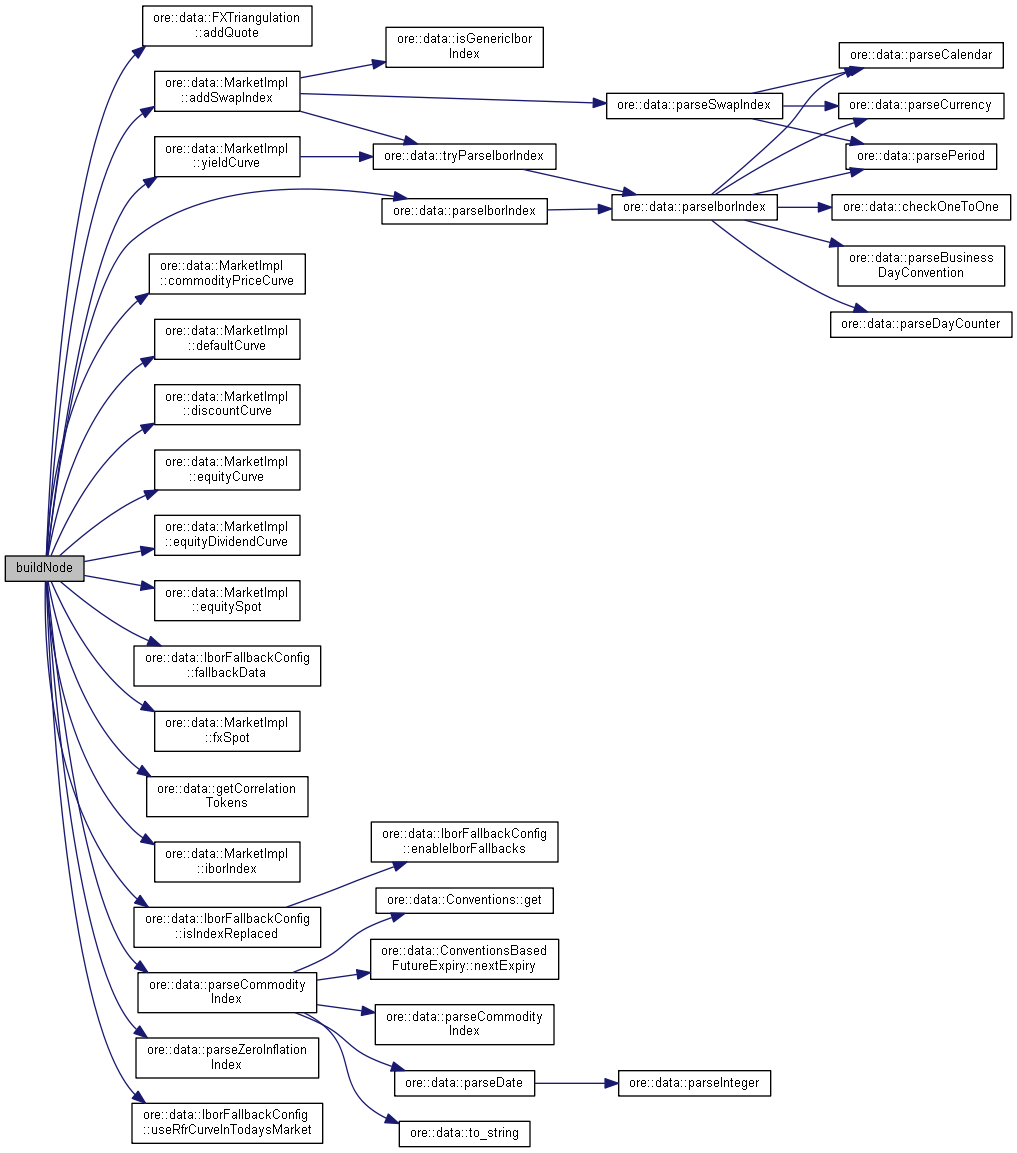 buildNode
ore::data::FXTriangulation
::addQuote
ore::data::MarketImpl
::addSwapIndex
ore::data::MarketImpl
::yieldCurve
ore::data::parseIborIndex
ore::data::MarketImpl
::commodityPriceCurve
ore::data::MarketImpl
::defaultCurve
ore::data::MarketImpl
::discountCurve
ore::data::MarketImpl
::equityCurve
ore::data::MarketImpl
::equityDividendCurve
ore::data::MarketImpl
::equitySpot
ore::data::IborFallbackConfig
::fallbackData
ore::data::MarketImpl
::fxSpot
ore::data::getCorrelation
Tokens
ore::data::MarketImpl
::iborIndex
ore::data::IborFallbackConfig
::isIndexReplaced
ore::data::parseCommodity
Index
ore::data::parseZeroInflation
Index
ore::data::IborFallbackConfig
::useRfrCurveInTodaysMarket
ore::data::isGenericIbor
Index
ore::data::parseSwapIndex
ore::data::tryParseIborIndex
ore::data::parseIborIndex
ore::data::parseCalendar
ore::data::parseCurrency
ore::data::parsePeriod
ore::data::checkOneToOne
ore::data::parseBusiness
DayConvention
ore::data::parseDayCounter
ore::data::IborFallbackConfig
::enableIborFallbacks
ore::data::Conventions::get
ore::data::ConventionsBased
FutureExpiry::nextExpiry
ore::data::parseCommodity
Index
ore::data::parseDate
ore::data::parseInteger
ore::data::to_string